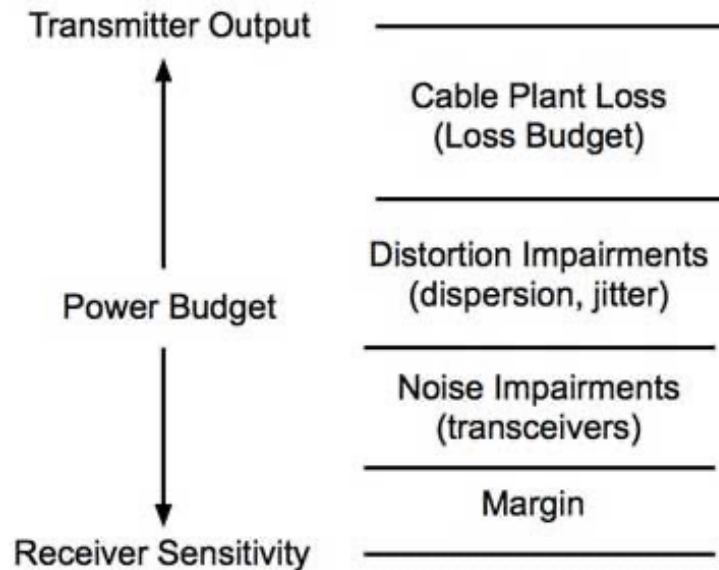 Transmitter Output
Cable Plant Loss
(Loss Budget)
Distortion Impairments
(dispersion, jitter)
Power Budget
Noise Impairments
(transceivers)
Margin
Receiver Sensitivity